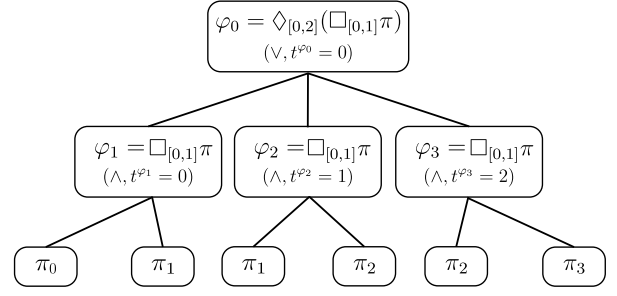 φ₀ = ◊_[0,2](□_[0,1]π)
(∨, t^φ₀ = 0)
φ₁ =□_[0,1]π
(∧, t^φ₁ = 0)
φ₂ =□_[0,1]π
(∧, t^φ₂ = 1)
φ₃ =□_[0,1]π
(∧, t^φ₃ = 2)
π₀
π₁
π₁
π₂
π₂
π₃